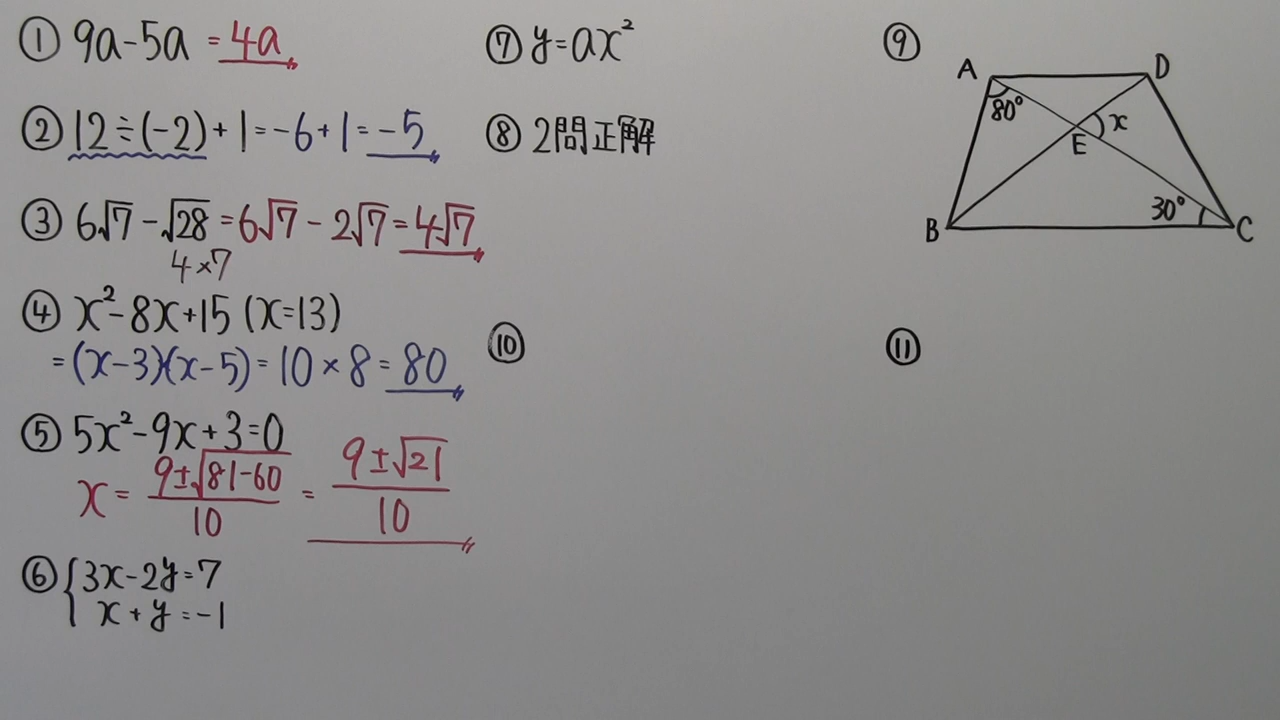 ① 9a-5a = 4a
② 12÷(-2)+1=-6+1=-5
③ 6√7-√28=6√7-2√7=4√7
4×7
④ x²-8x+15 (x=13)
=(x-3)(x-5)=10×8=80
⑤ 5x²-9x+3=0
x = (9±√(81-60))/10 = (9±√21)/10
⑥ {3x-2y=7
x+y=-1
⑦ y=ax²
⑧ 2問正解
⑩
⑨
A
D
80°
x
E
30°
B
C
⑪